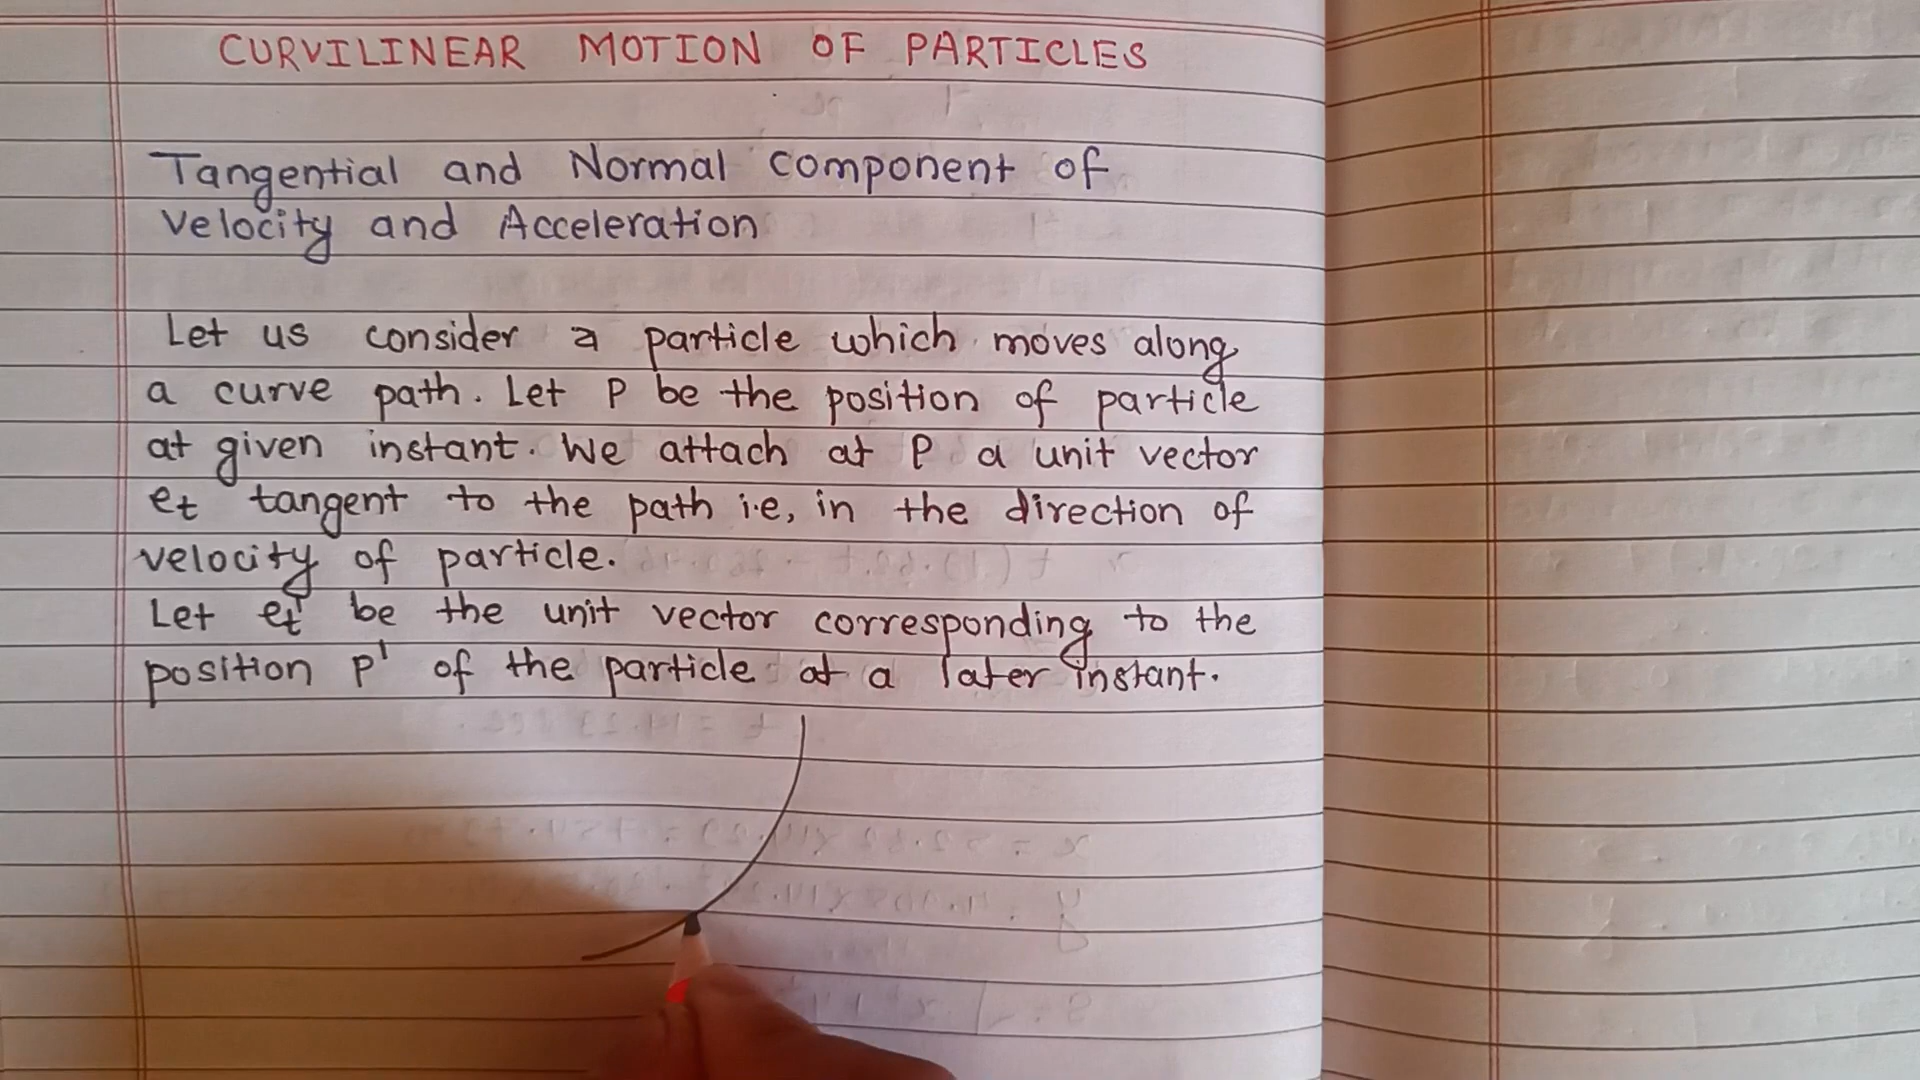 CURVILINEAR MOTION OF PARTICLES
Tangential and Normal component of
velocity and Acceleration
Let us consider a particle which moves along
a curve path. Let P be the position of particle
at given instant. We attach at P a unit vector
et tangent to the path i.e, in the direction of
velocity of particle.
Let et' be the unit vector corresponding to the
position P' of the particle at a later instant.